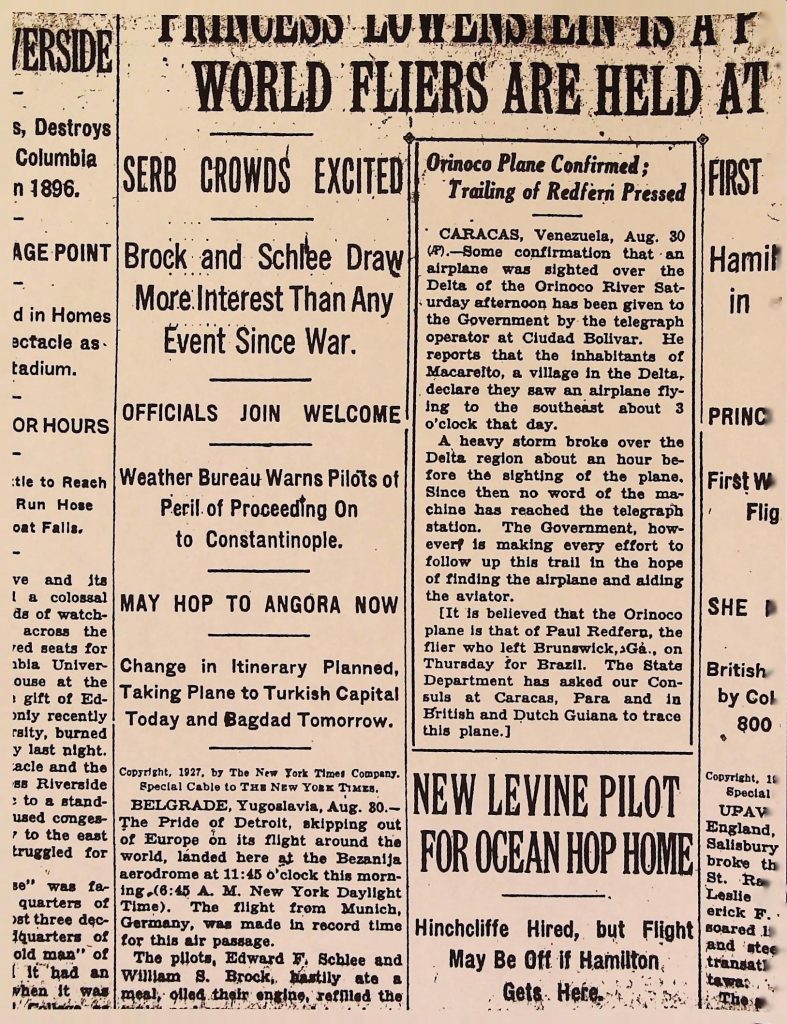 PRINCESS LOWENSTEIN IS A P
WORLD FLIERS ARE HELD AT
ERSIDE
s, Destroys
Columbia
n 1896.
AGE POINT
d in Homes
ectacle as
tadium.
OR HOURS
tle to Reach
Run Hose
oat Falls.
ve and its
a colossal
ds of watch-
across the
red seats for
mbia Univer-
ouse at the
gift of Ed-
only recently
rsity, burned
y last night.
acle and the
ss Riverside
to a stand-
used conges-
to the east
truggled for
se" was fa-
quarters of
ost three dec-
dquarters of
old man" of
it had an
when it was
SERB CROWDS EXCITED
Brock and Schlee Draw
More Interest Than Any
Event Since War.
OFFICIALS JOIN WELCOME
Weather Bureau Warns Pilots of
Peril of Proceeding On
to Constantinople.
MAY HOP TO ANGORA NOW
Change in Itinerary Planned,
Taking Plane to Turkish Capital
Today and Bagdad Tomorrow.
Copyright, 1927, by The New York Times Company.
Special Cable to THE NEW YORK TIMES.
BELGRADE, Yugoslavia, Aug. 30.—
The Pride of Detroit, skipping out
of Europe on its flight around the
world, landed here at the Bezanija
aerodrome at 11:45 o'clock this morn-
ing (6:45 A. M. New York Daylight
Time). The flight from Munich,
Germany, was made in record time
for this air passage.
The pilots, Edward F. Schlee and
William S. Brock, hastily ate a
meal, oiled their engine, refilled the
Orinoco Plane Confirmed;
Trailing of Redfern Pressed
CARACAS, Venezuela, Aug. 30
(AP).—Some confirmation that an
airplane was sighted over the
Delta of the Orinoco River Sat-
urday afternoon has been given to
the Government by the telegraph
operator at Ciudad Bolivar. He
reports that the inhabitants of
Macareito, a village in the Delta,
declare they saw an airplane fly-
ing to the southeast about 3
o'clock that day.
A heavy storm broke over the
Delta region about an hour be-
fore the sighting of the plane.
Since then no word of the ma-
chine has reached the telegraph
station. The Government, how-
ever, is making every effort to
follow up this trail in the hope
of finding the airplane and aiding
the aviator.
[It is believed that the Orinoco
plane is that of Paul Redfern, the
flier who left Brunswick, Ga., on
Thursday for Brazil. The State
Department has asked our Con-
suls at Caracas, Para and in
British and Dutch Guiana to trace
this plane.]
NEW LEVINE PILOT
FOR OCEAN HOP HOME
Hinchcliffe Hired, but Flight
May Be Off if Hamilton
Gets Here.
FIRST
Hamil
in
PRINC
First W
Flig
SHE
British
by Col
800
Copyright, 1
Special
UPAV
England,
Salisbury
broke th
St. Ra
Leslie
erick F.
soared
and stee
transatl
tawa:
The